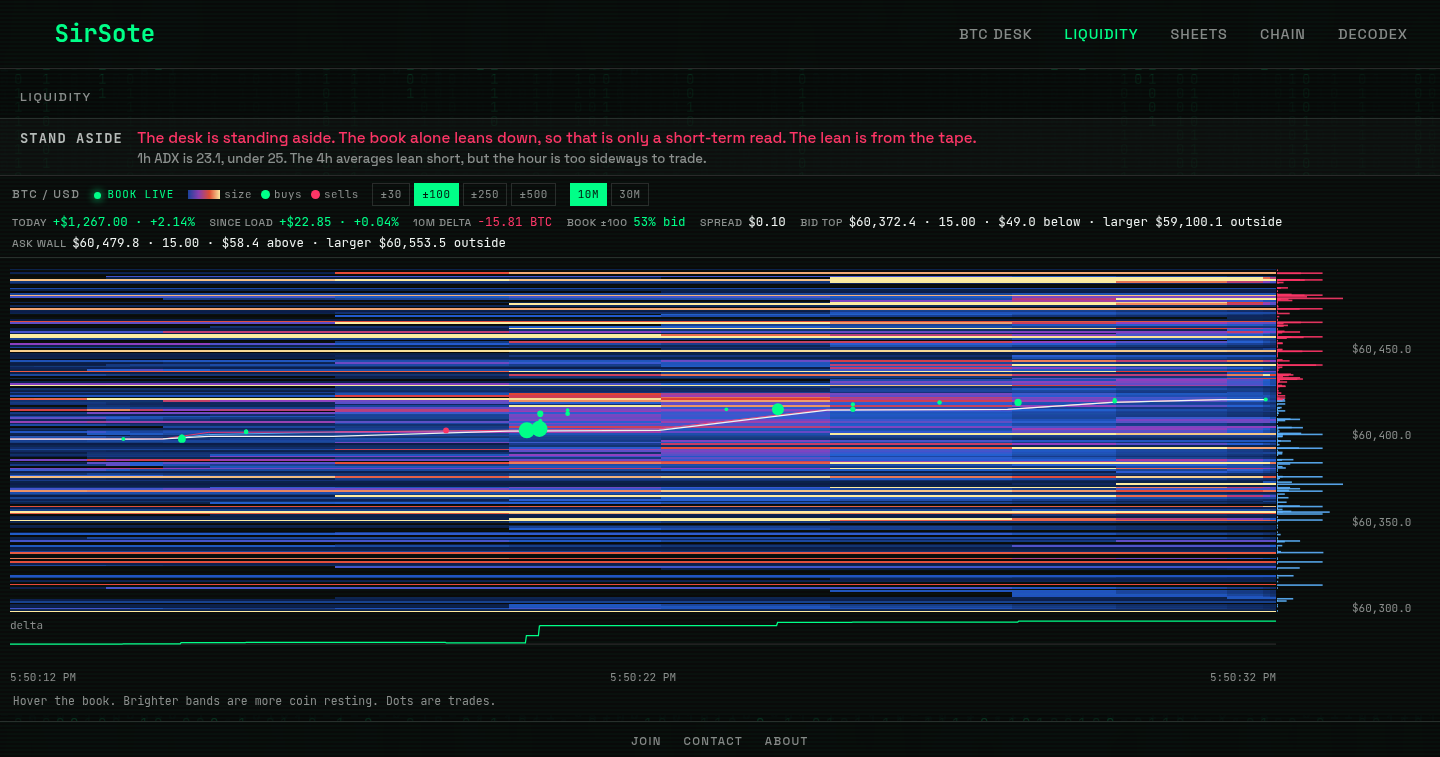 SirSote
BTC DESK LIQUIDITY SHEETS CHAIN DECODEX
LIQUIDITY
STAND ASIDE The desk is standing aside. The book alone leans down, so that is only a short-term read. The lean is from the tape.
1h ADX is 23.1, under 25. The 4h averages lean short, but the hour is too sideways to trade.
BTC / USD BOOK LIVE size buys sells ±30 ±100 ±250 ±500 10M 30M
TODAY +$1,267.00 · +2.14% SINCE LOAD +$22.85 · +0.04% 10M DELTA -15.81 BTC BOOK ±100 53% bid SPREAD $0.10 BID TOP $60,372.4 · 15.00 · $49.0 below · larger $59,100.1 outside
ASK WALL $60,479.8 · 15.00 · $58.4 above · larger $60,553.5 outside
$60,450.0
$60,400.0
$60,350.0
$60,300.0
delta
5:50:12 PM 5:50:22 PM 5:50:32 PM
Hover the book. Brighter bands are more coin resting. Dots are trades.
JOIN CONTACT ABOUT